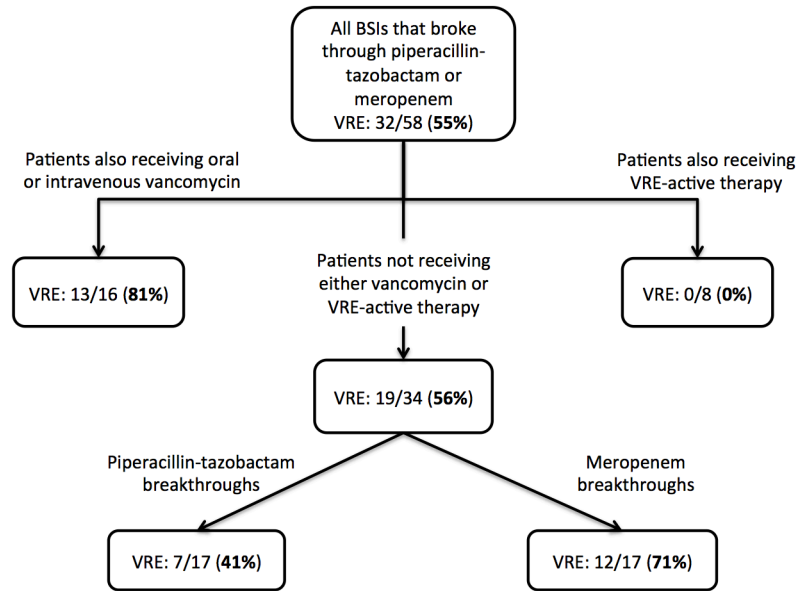 All BSIs that broke
through piperacillin-
tazobactam or
meropenem
VRE: 32/58 (55%)
Patients also receiving oral
or intravenous vancomycin
Patients also receiving
VRE-active therapy
VRE: 13/16 (81%)
Patients not receiving
either vancomycin or
VRE-active therapy
VRE: 0/8 (0%)
VRE: 19/34 (56%)
Piperacillin-tazobactam
breakthroughs
Meropenem
breakthroughs
VRE: 7/17 (41%)
VRE: 12/17 (71%)